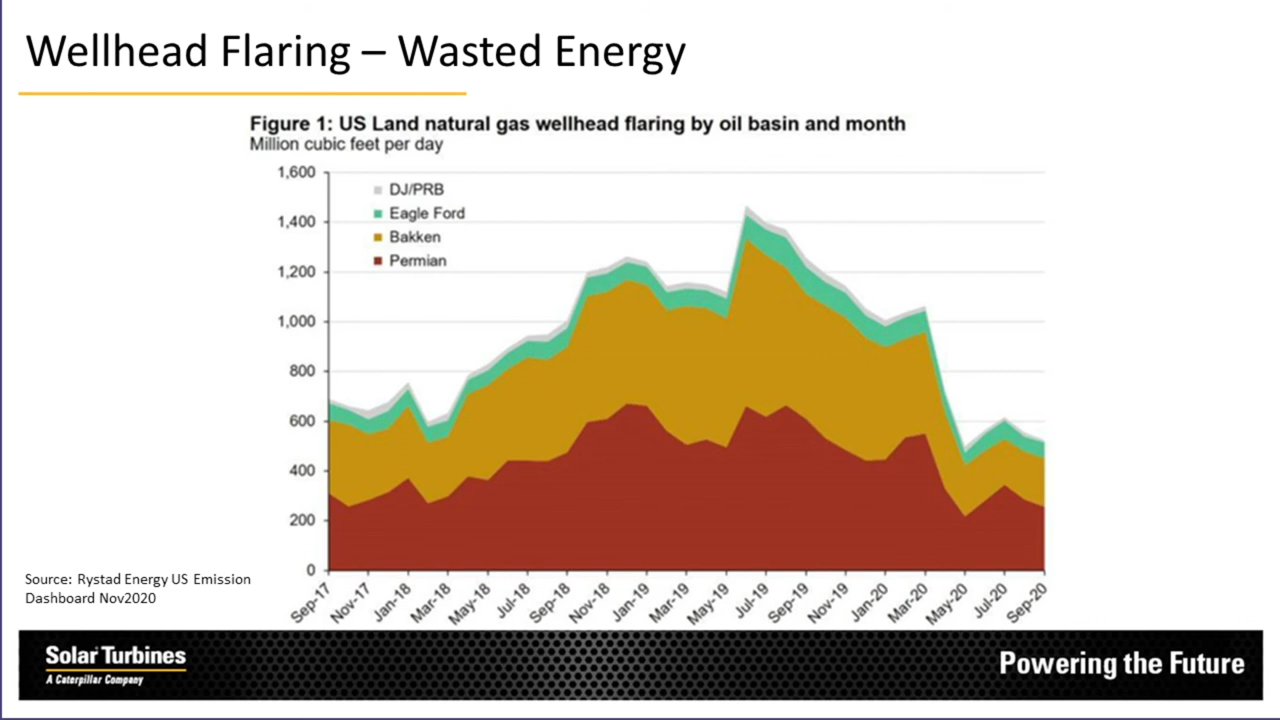 Wellhead Flaring – Wasted Energy
Figure 1: US Land natural gas wellhead flaring by oil basin and month
Million cubic feet per day
1,600
1,400
1,200
1,000
800
600
400
200
0
DJ/PRB
Eagle Ford
Bakken
Permian
Sep-17
Nov-17
Jan-18
Mar-18
May-18
Jul-18
Sep-18
Nov-18
Jan-19
Mar-19
May-19
Jul-19
Sep-19
Nov-19
Jan-20
Mar-20
May-20
Jul-20
Sep-20
Source: Rystad Energy US Emission
Dashboard Nov2020
Solar Turbines
A Caterpillar Company
Powering the Future